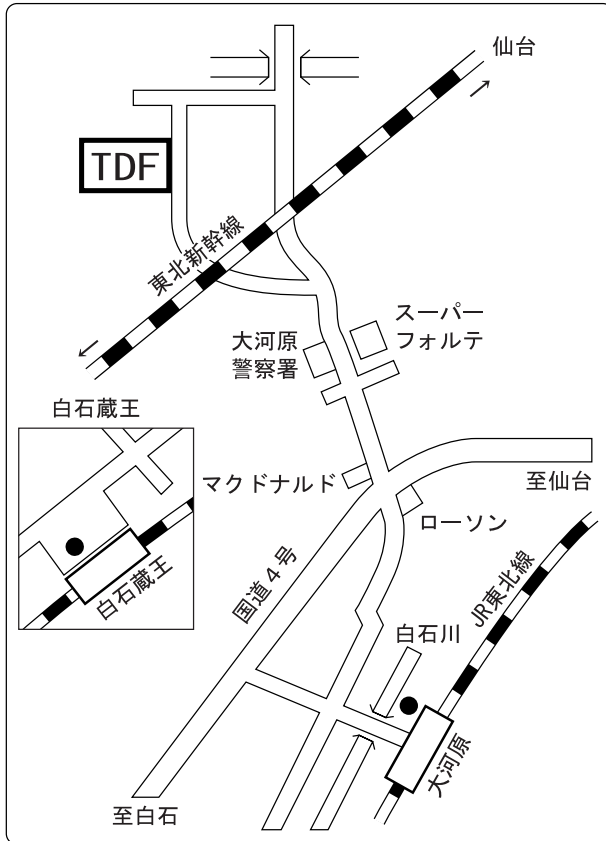 仙台
TDF
東北新幹線
スーパー
フォルテ
大河原
警察署
白石蔵王
マクドナルド
至仙台
ローソン
白石蔵王
国道4号
JR東北線
白石川
大河原
至白石